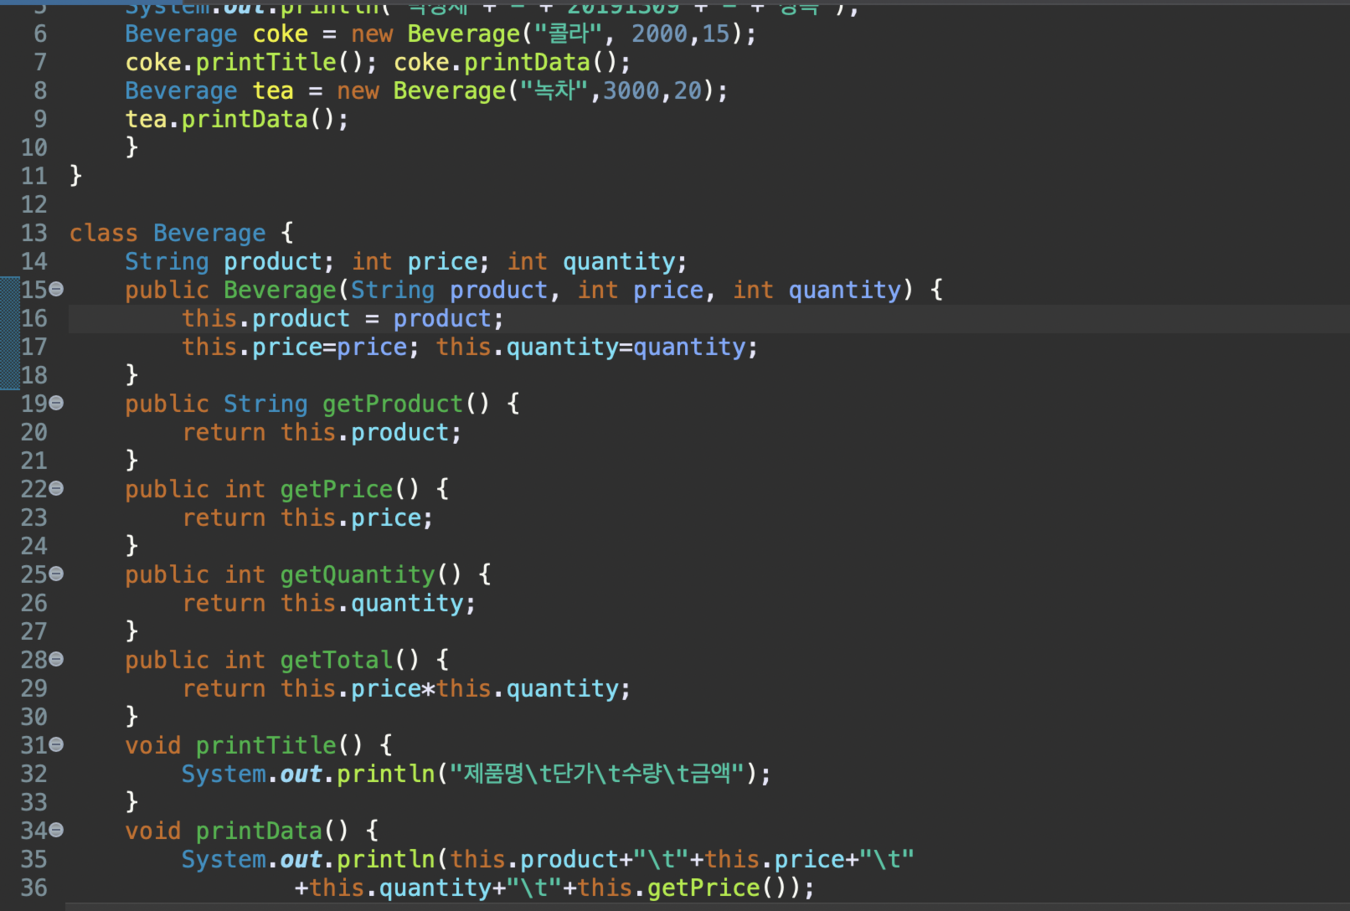 5 System.out.println(" + - + 20191309 + - + ");
6 Beverage coke = new Beverage("콜라", 2000,15);
7 coke.printTitle(); coke.printData();
8 Beverage tea = new Beverage("녹차",3000,20);
9 tea.printData();
10 }
11 }
12
13 class Beverage {
14 String product; int price; int quantity;
15 public Beverage(String product, int price, int quantity) {
16 this.product = product;
17 this.price=price; this.quantity=quantity;
18 }
19 public String getProduct() {
20 return this.product;
21 }
22 public int getPrice() {
23 return this.price;
24 }
25 public int getQuantity() {
26 return this.quantity;
27 }
28 public int getTotal() {
29 return this.price*this.quantity;
30 }
31 void printTitle() {
32 System.out.println("제품명\t단가\t수량\t금액");
33 }
34 void printData() {
35 System.out.println(this.product+"\t"+this.price+"\t"
36 +this.quantity+"\t"+this.getPrice());